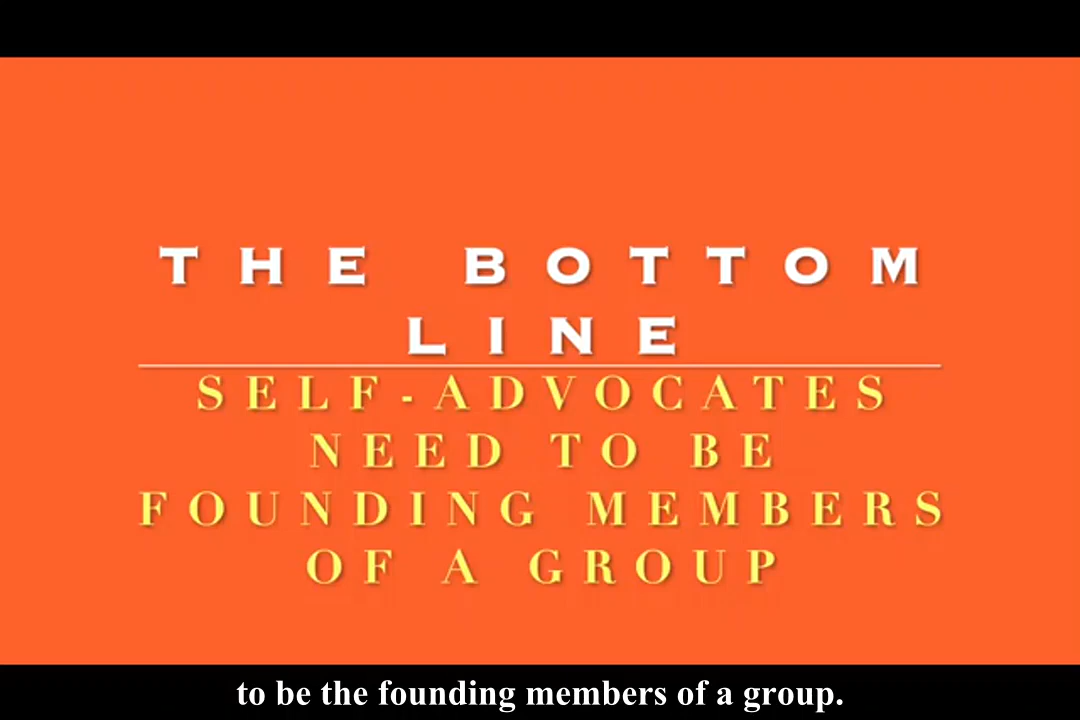 THE BOTTOM
LINE
SELF-ADVOCATES
NEED TO BE
FOUNDING MEMBERS
OF A GROUP
to be the founding members of a group.